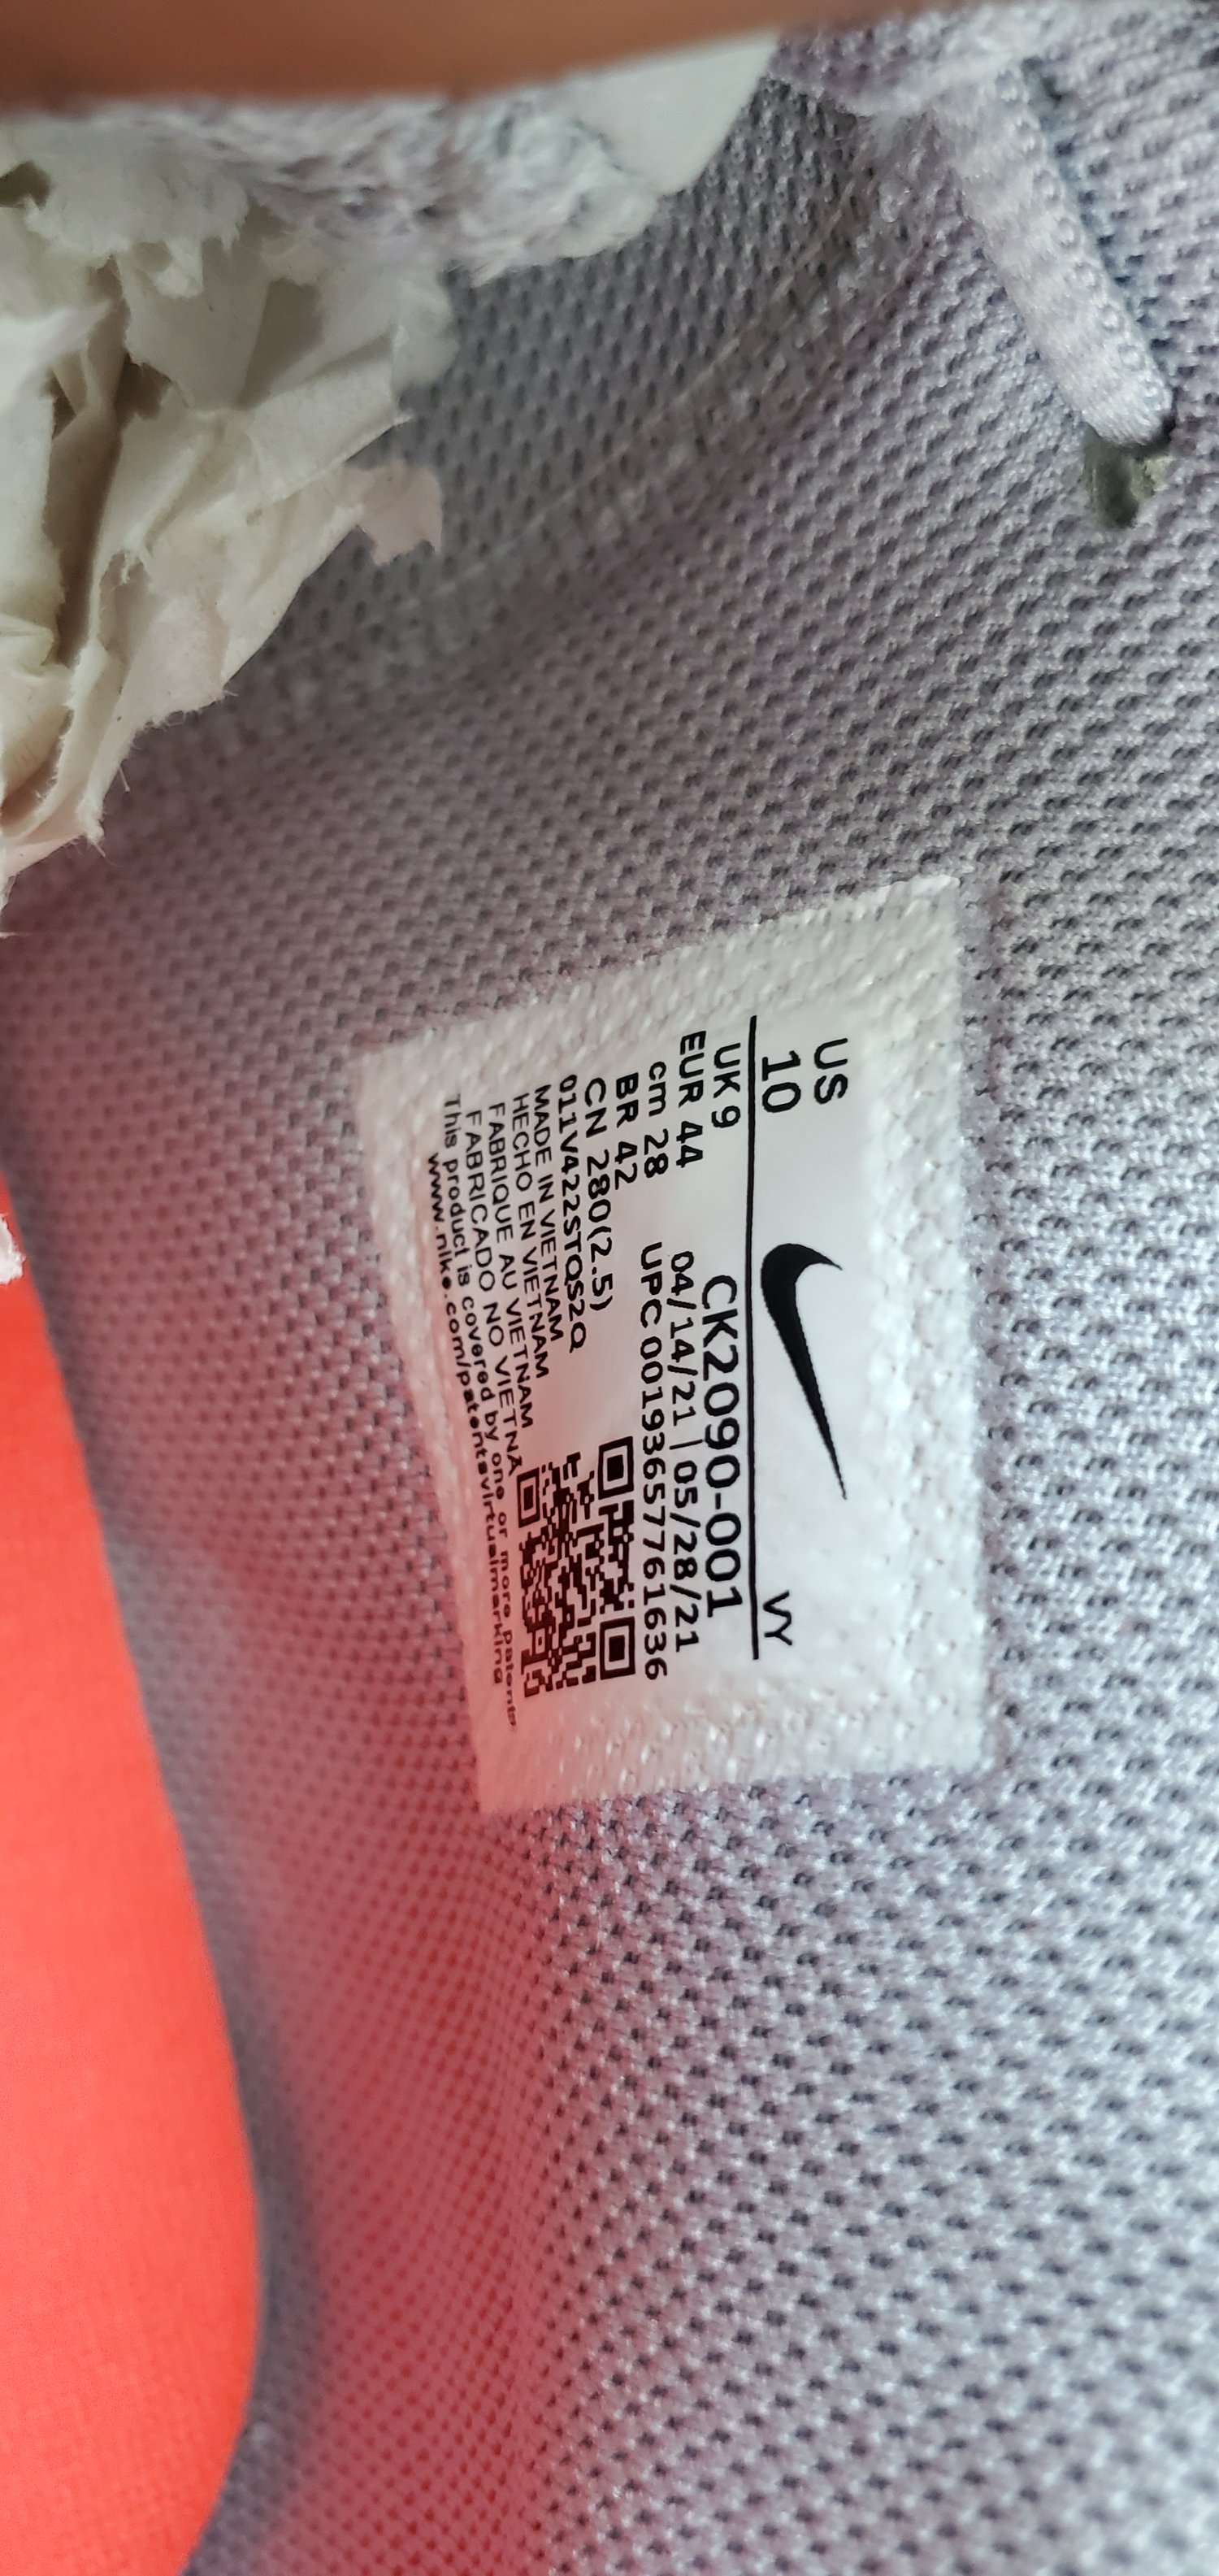 US
10
VY
UK 9
EUR 44
cm 28
BR 42
CN 280(2.5)
CK2090-001
04/14/21 | 05/28/21
UPC 00193657761636
011V422STQS2Q
MADE IN VIETNAM
HECHO EN VIETNAM
FABRIQUE AU VIETNAM
FABRICADO NO VIETNA
This product is covered by one or more patents.
www.nike.com/patentsvirtualmarking